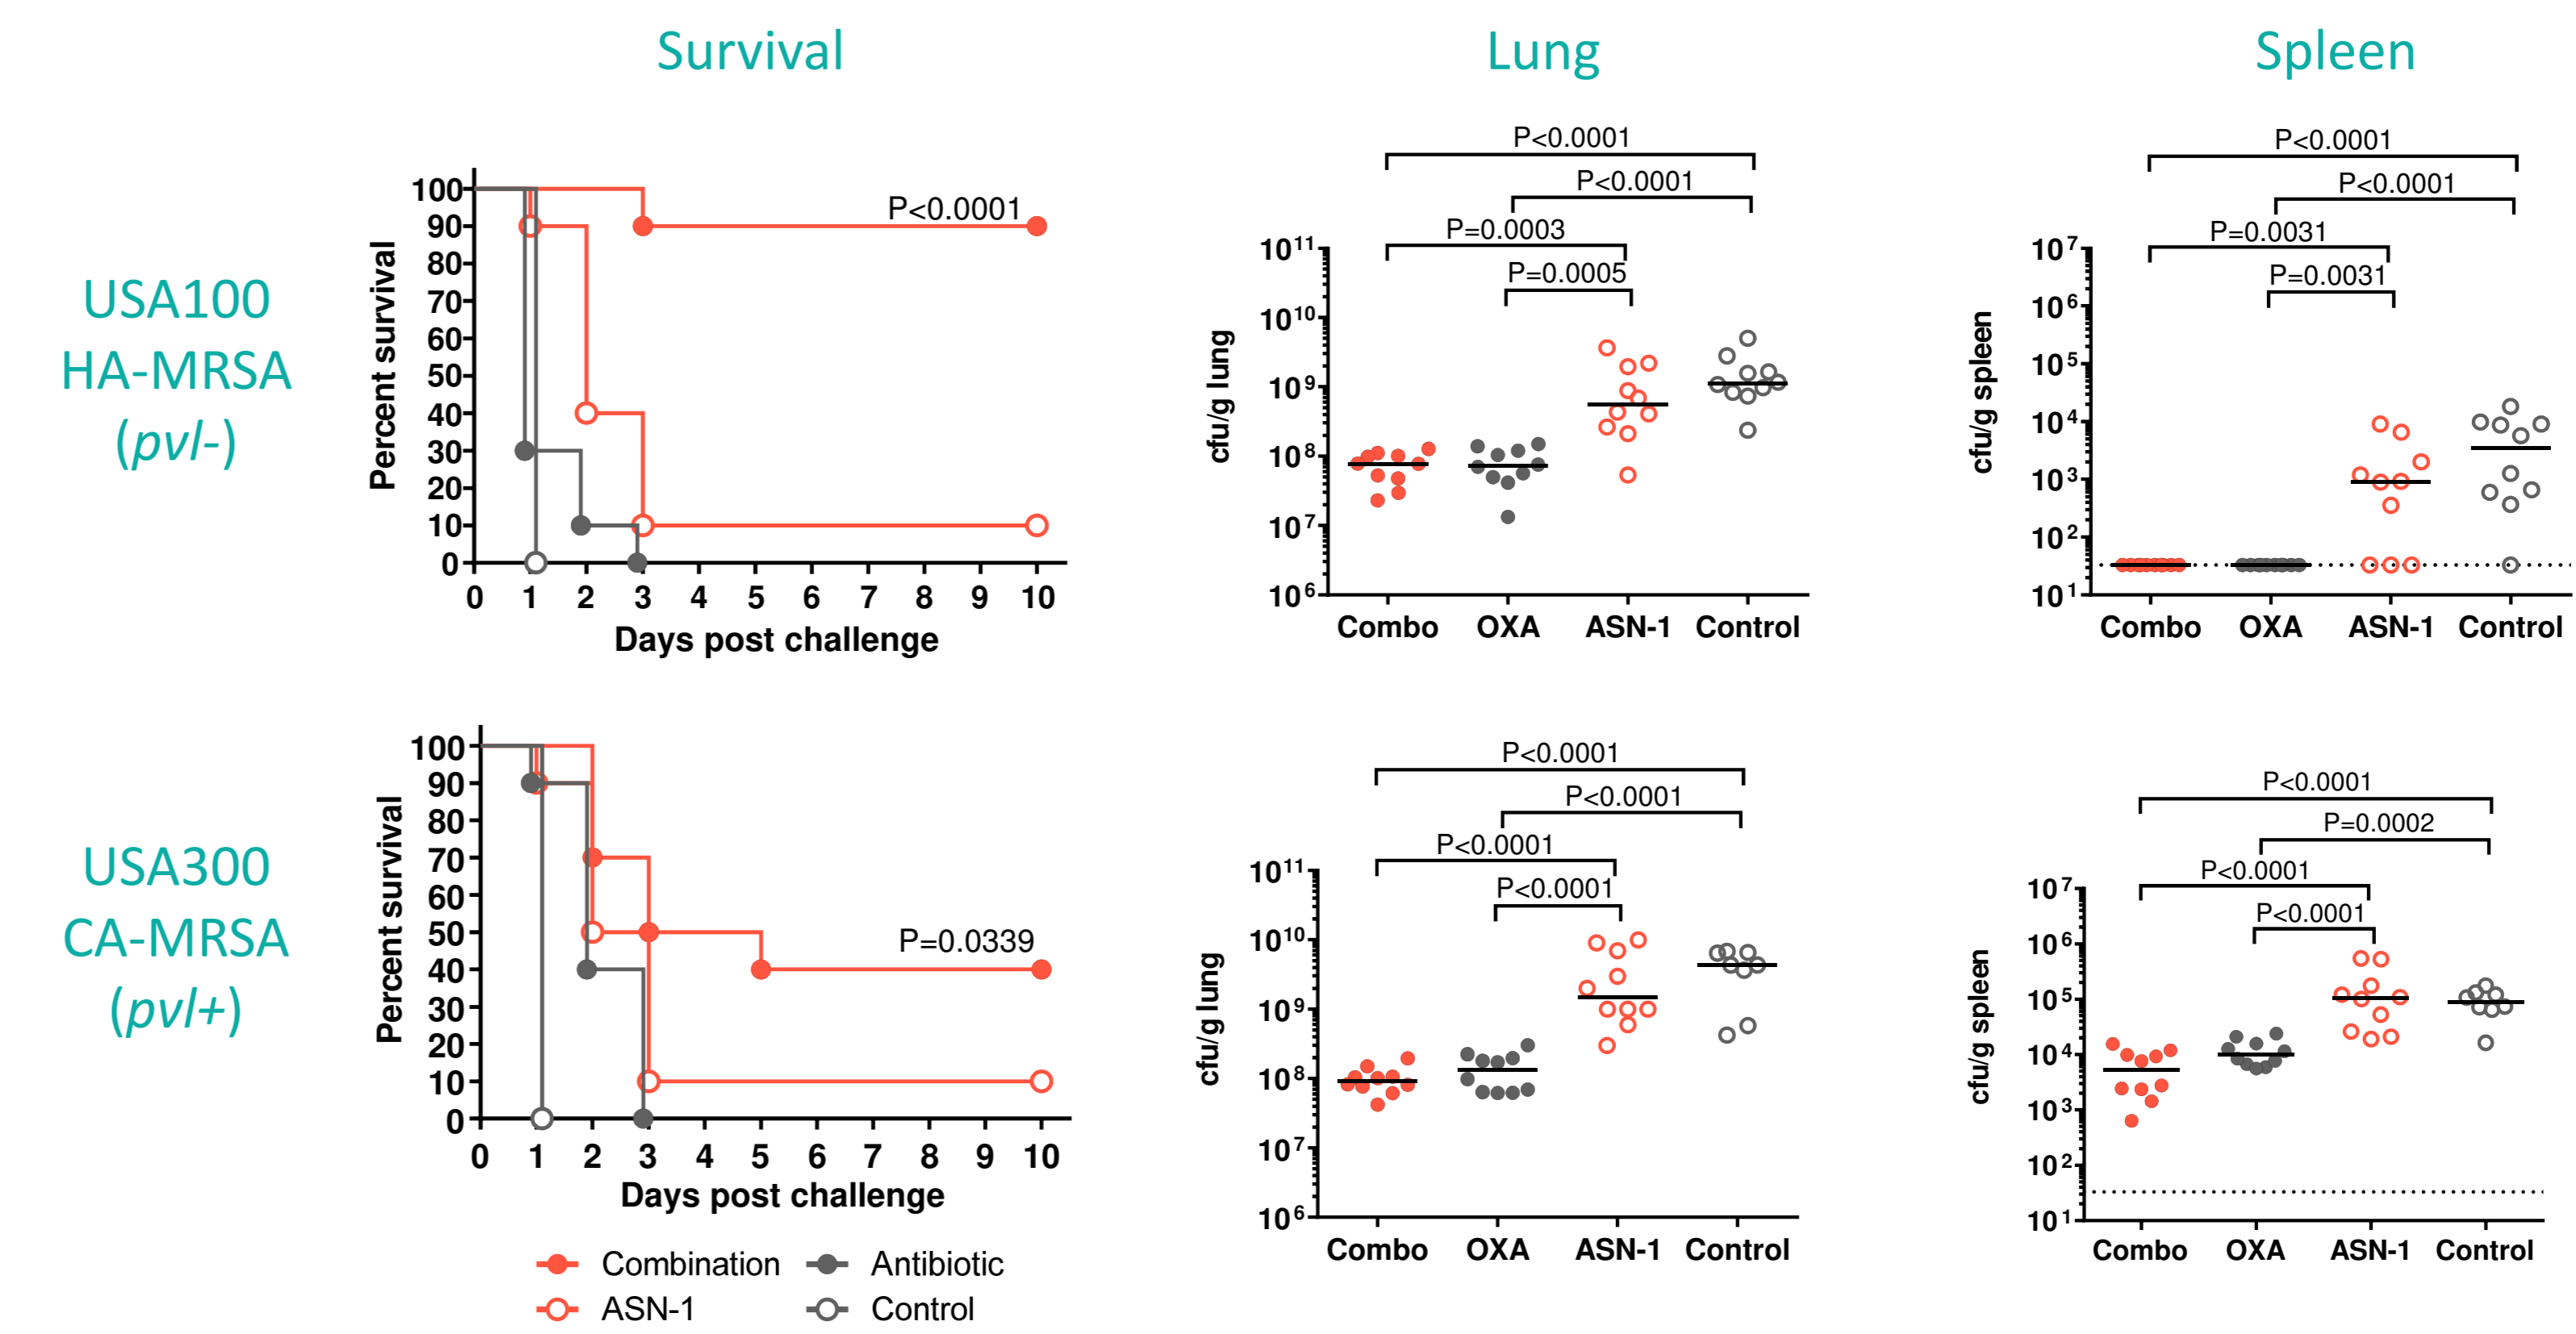 Survival
Lung
Spleen
USA100
HA-MRSA
(pvl-)
Percent survival
100
90
80
70
60
50
40
30
20
10
0
0 1 2 3 4 5 6 7 8 9 10
Days post challenge
P<0.0001
P<0.0001
P<0.0001
P=0.0003
P=0.0005
cfu/g lung
10¹¹
10¹⁰
10⁹
10⁸
10⁷
10⁶
Combo OXA ASN-1 Control
P<0.0001
P<0.0001
P=0.0031
P=0.0031
cfu/g spleen
10⁷
10⁶
10⁵
10⁴
10³
10²
10¹
Combo OXA ASN-1 Control
USA300
CA-MRSA
(pvl+)
Percent survival
100
90
80
70
60
50
40
30
20
10
0
0 1 2 3 4 5 6 7 8 9 10
Days post challenge
P=0.0339
Combination Antibiotic
ASN-1 Control
P<0.0001
P<0.0001
P<0.0001
P<0.0001
cfu/g lung
10¹¹
10¹⁰
10⁹
10⁸
10⁷
10⁶
Combo OXA ASN-1 Control
P<0.0001
P=0.0002
P<0.0001
P<0.0001
cfu/g spleen
10⁷
10⁶
10⁵
10⁴
10³
10²
10¹
Combo OXA ASN-1 Control